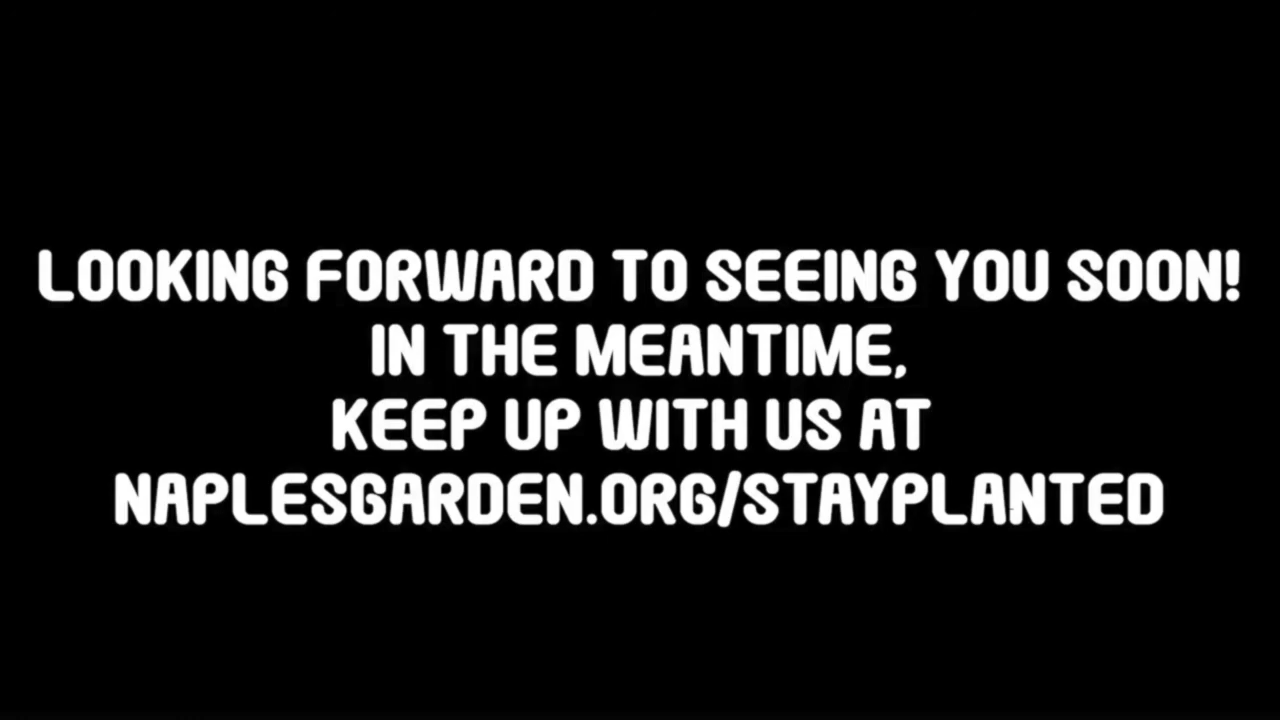 LOOKING FORWARD TO SEEING YOU SOON!
IN THE MEANTIME,
KEEP UP WITH US AT
NAPLESGARDEN.ORG/STAYPLANTED